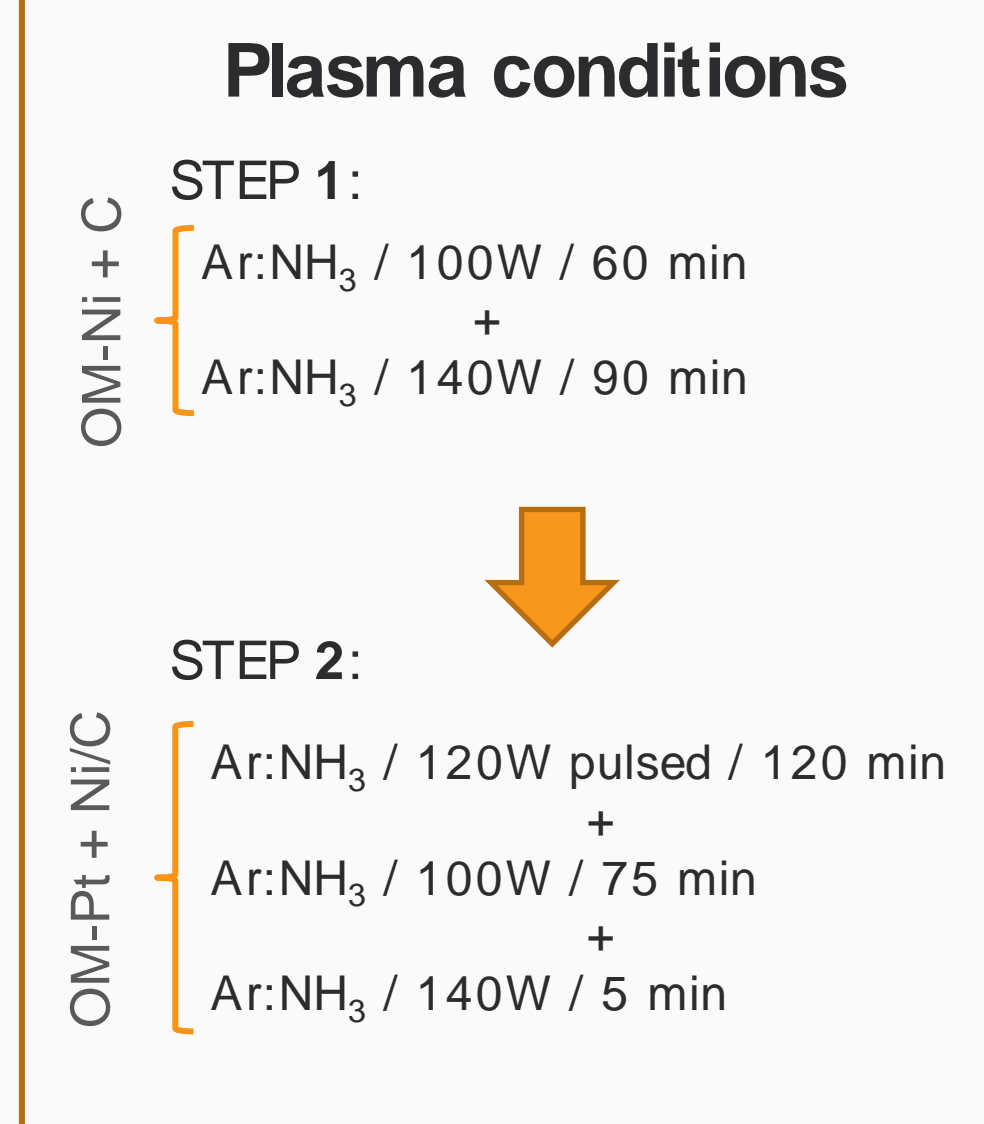 Plasma conditions
STEP 1:
OM-Ni + C
Ar:NH₃ / 100W / 60 min
+
Ar:NH₃ / 140W / 90 min
STEP 2:
OM-Pt + Ni/C
Ar:NH₃ / 120W pulsed / 120 min
+
Ar:NH₃ / 100W / 75 min
+
Ar:NH₃ / 140W / 5 min